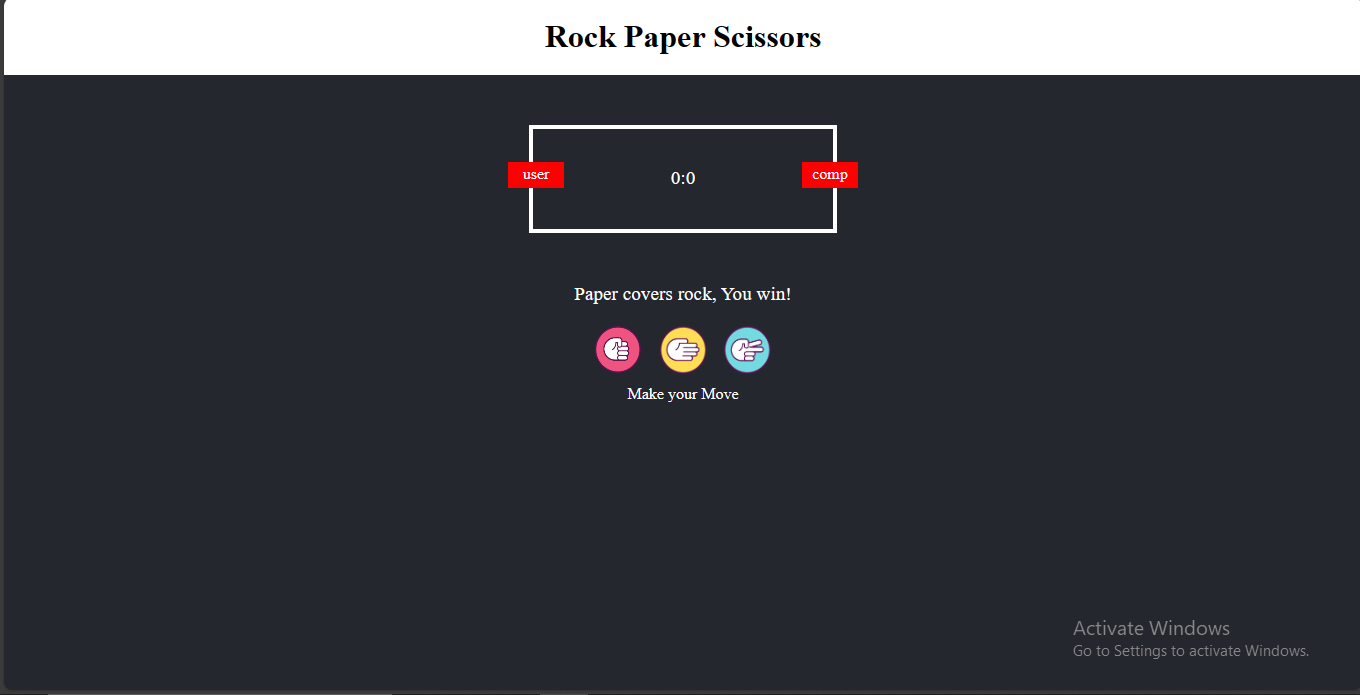 Rock Paper Scissors
user
0:0
comp
Paper covers rock, You win!
Make your Move
Activate Windows
Go to Settings to activate Windows.